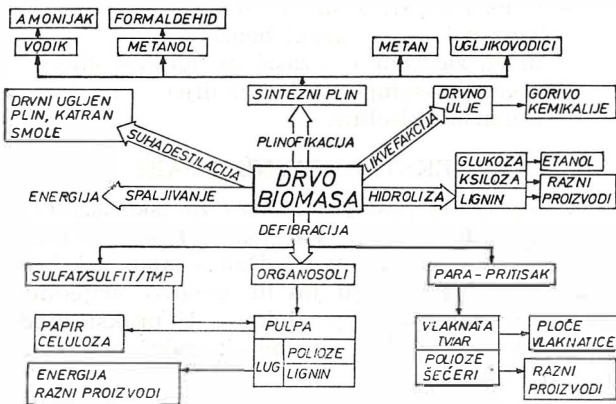 AMONIJAK
FORMALDEHID
VODIK
METANOL
METAN
UGLJIKOVODICI
DRVNI UGLJEN
PLIN, KATRAN
SMOLE
SINTEZNI PLIN
DRVNO
ULJE
GORIVO
KEMIKALIJE
SUHA DESTILACIJA
PLINOFIKACIJA
LIKVEFAKCIJA
ENERGIJA
SPALJIVANJE
DRVO
BIOMASA
HIDROLIZA
GLUKOZA
ETANOL
KSILOZA
LIGNIN
RAZNI
PROIZVODI
DEFIBRACIJA
SULFAT/SULFIT/TMP
ORGANOSOLI
PARA-PRITISAK
PAPIR
CELULOZA
PULPA
LUG
POLIOZE
LIGNIN
VLAKNATA
TVAR
POLIOZE
ŠEĆERI
PLOČE
VLAKNATICE
ENERGIJA
RAZNI PROIZVODI
RAZNI
PROIZVODI